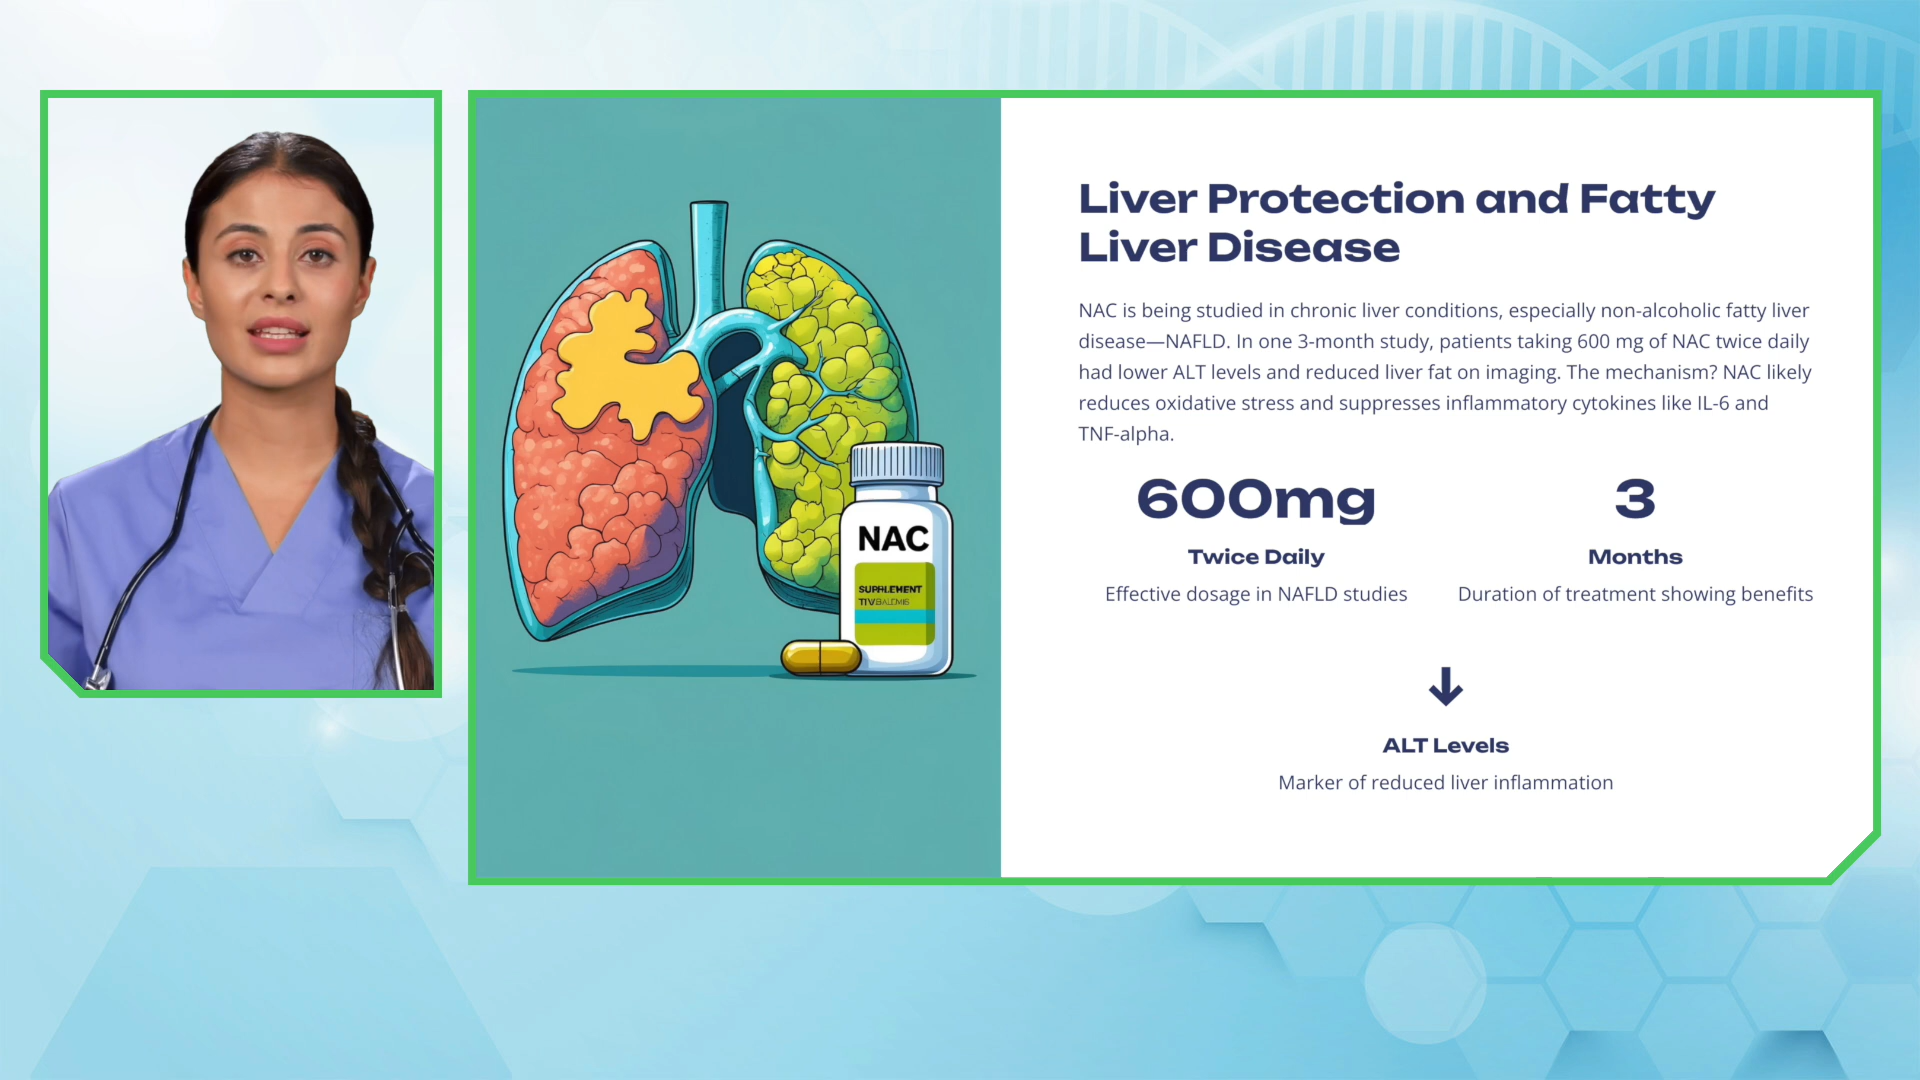 Liver Protection and Fatty
Liver Disease
NAC is being studied in chronic liver conditions, especially non-alcoholic fatty liver
disease—NAFLD. In one 3-month study, patients taking 600 mg of NAC twice daily
had lower ALT levels and reduced liver fat on imaging. The mechanism? NAC likely
reduces oxidative stress and suppresses inflammatory cytokines like IL-6 and
TNF-alpha.
600mg
Twice Daily
Effective dosage in NAFLD studies
3
Months
Duration of treatment showing benefits
ALT Levels
Marker of reduced liver inflammation
NAC